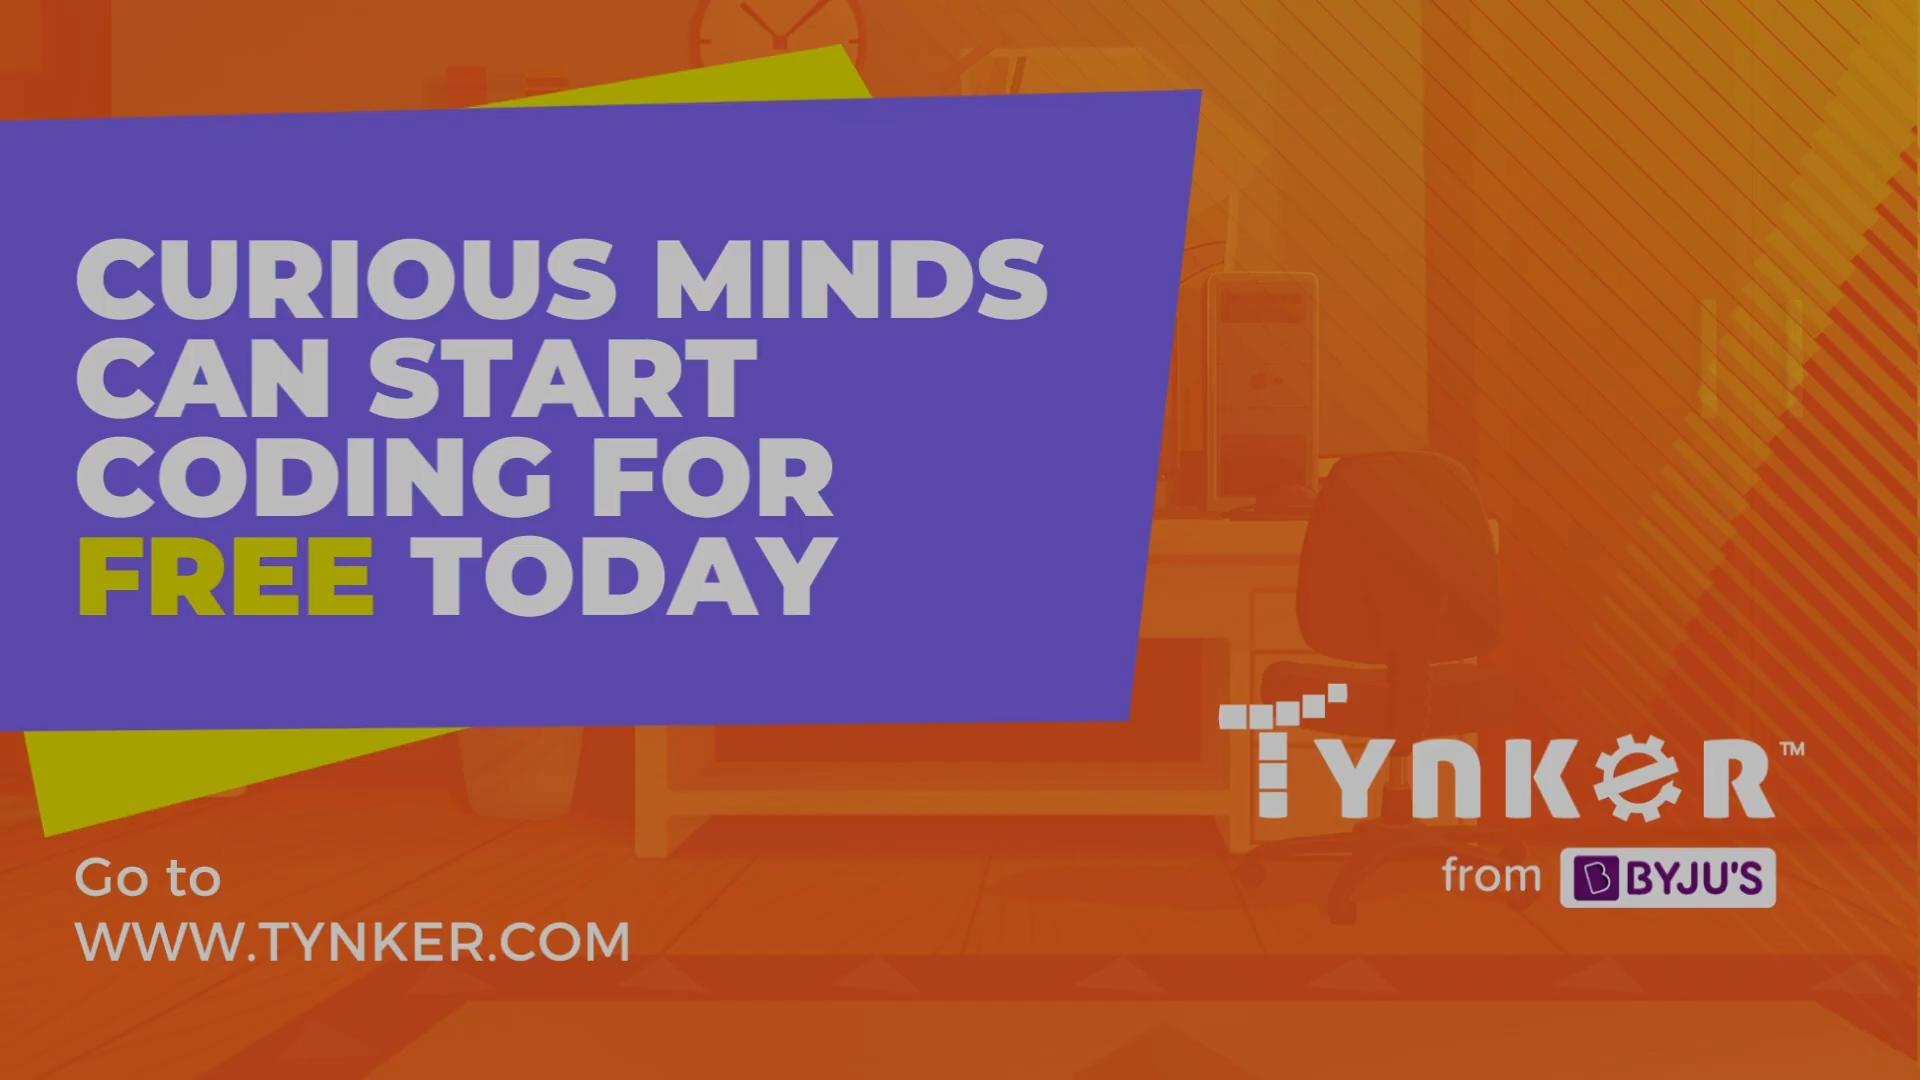 CURIOUS MINDS
CAN START
CODING FOR
FREE TODAY
TYNKER™
from BYJU'S
Go to
WWW.TYNKER.COM